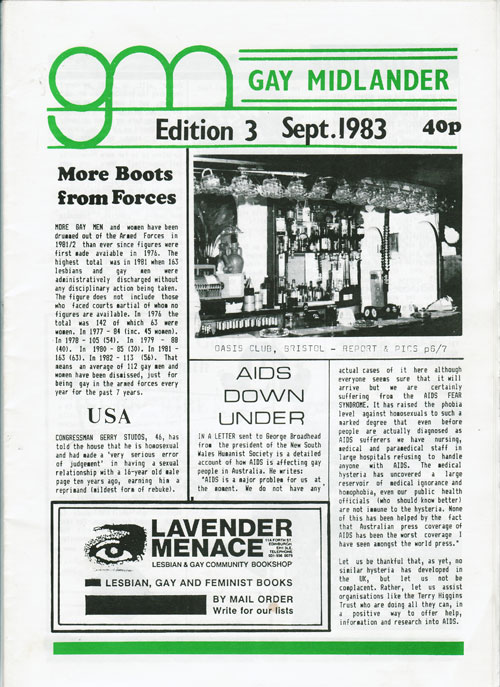 gm
GAY MIDLANDER
Edition 3 Sept.1983 40p
More Boots
from Forces
MORE GAY MEN and women have been
drummed out of the Armed Forces in
1981/2 than ever since figures were
first made avaiable in 1976. The
highest total was in 1981 when 163
lesbians and gay men were
administratively discharged without
any disciplinary action being taken.
The figure does not include those
who faced courts martial of whom no
figures are available. In 1976 the
total was 142 of which 63 were
women. In 1977 - 84 (inc. 45 women).
In 1978 - 105 (54). In 1979 - 88
(40). In 1980 - 85 (30). In 1981 -
163 (63). In 1982 - 113 (56). That
means an average of 112 gay men and
women have been dismissed, just for
being gay in the armed forces every
year for the past 7 years.
USA
CONGRESSMAN GERRY STUDDS, 46, has
told the house that he is homosexual
and had made a 'very serious error
of judgement' in having a sexual
relationship with a 16-year old male
page ten years ago, earning him a
reprimand (mildest form of rebuke).
OASIS CLUB, BRISTOL - REPORT & PICS p6/7
AIDS
DOWN
UNDER
IN A LETTER sent to George Broadhead
from the president of the New South
Wales Humanist Society is a detailed
account of how AIDS is affecting gay
people in Australia. He writes:
"AIDS is a major problem for us at
the moment. We do not have any
actual cases of it here although
everyone seems sure that it will
arrive but we are certainly
suffering from the AIDS FEAR
SYNDROME. It has raised the phobia
level against homosexuals to such a
marked degree that even before
people are actually diagnosed as
AIDS sufferers we have nursing,
medical and paramedical staff in
large hospitals refusing to handle
anyone with AIDS. The medical
hysteria has uncovered a large
reservoir of medical ignorance and
homophobia, even our public health
officials (who should know better)
are not immune to the hysteria. None
of this has been helped by the fact
that Australian press coverage of
AIDS has been the worst coverage I
have seen amongst the world press."
Let us be thankful that, as yet, no
similar hysteria has developed in
the UK, but let us not be
complacent. Rather, let us assist
organisations like the Terry Higgins
Trust who are doing all they can, in
a positive way to offer help,
information and research into AIDS.
LAVENDER
MENACE
11A FORTH ST
EDINBURGH
EH1 3LE
TELEPHONE
031-556 0079
LESBIAN & GAY COMMUNITY BOOKSHOP
LESBIAN, GAY AND FEMINIST BOOKS
BY MAIL ORDER
Write for our lists